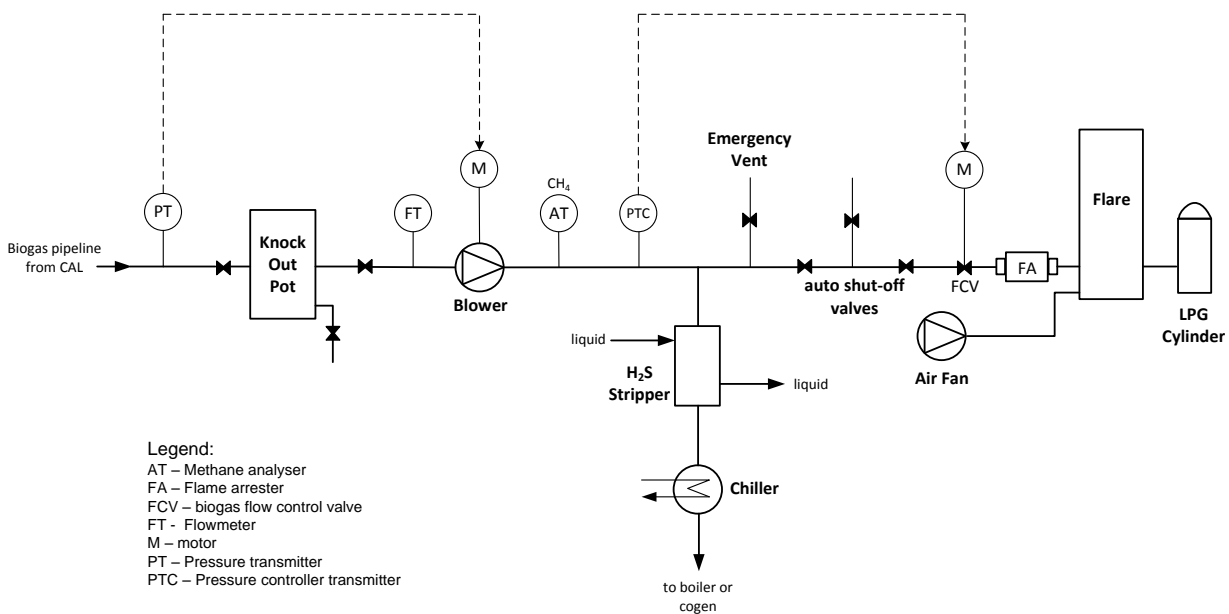 Emergency
Vent
M
M
Flare
CH₄
PT
FT
AT
PTC
Knock
Out
Pot
Biogas pipeline
from CAL
FA
FCV
auto shut-off
valves
Blower
LPG
Cylinder
liquid
H₂S
Stripper
liquid
Air Fan
Legend:
AT – Methane analyser
FA – Flame arrester
FCV – biogas flow control valve
FT - Flowmeter
M – motor
PT – Pressure transmitter
PTC – Pressure controller transmitter
Chiller
to boiler or
cogen